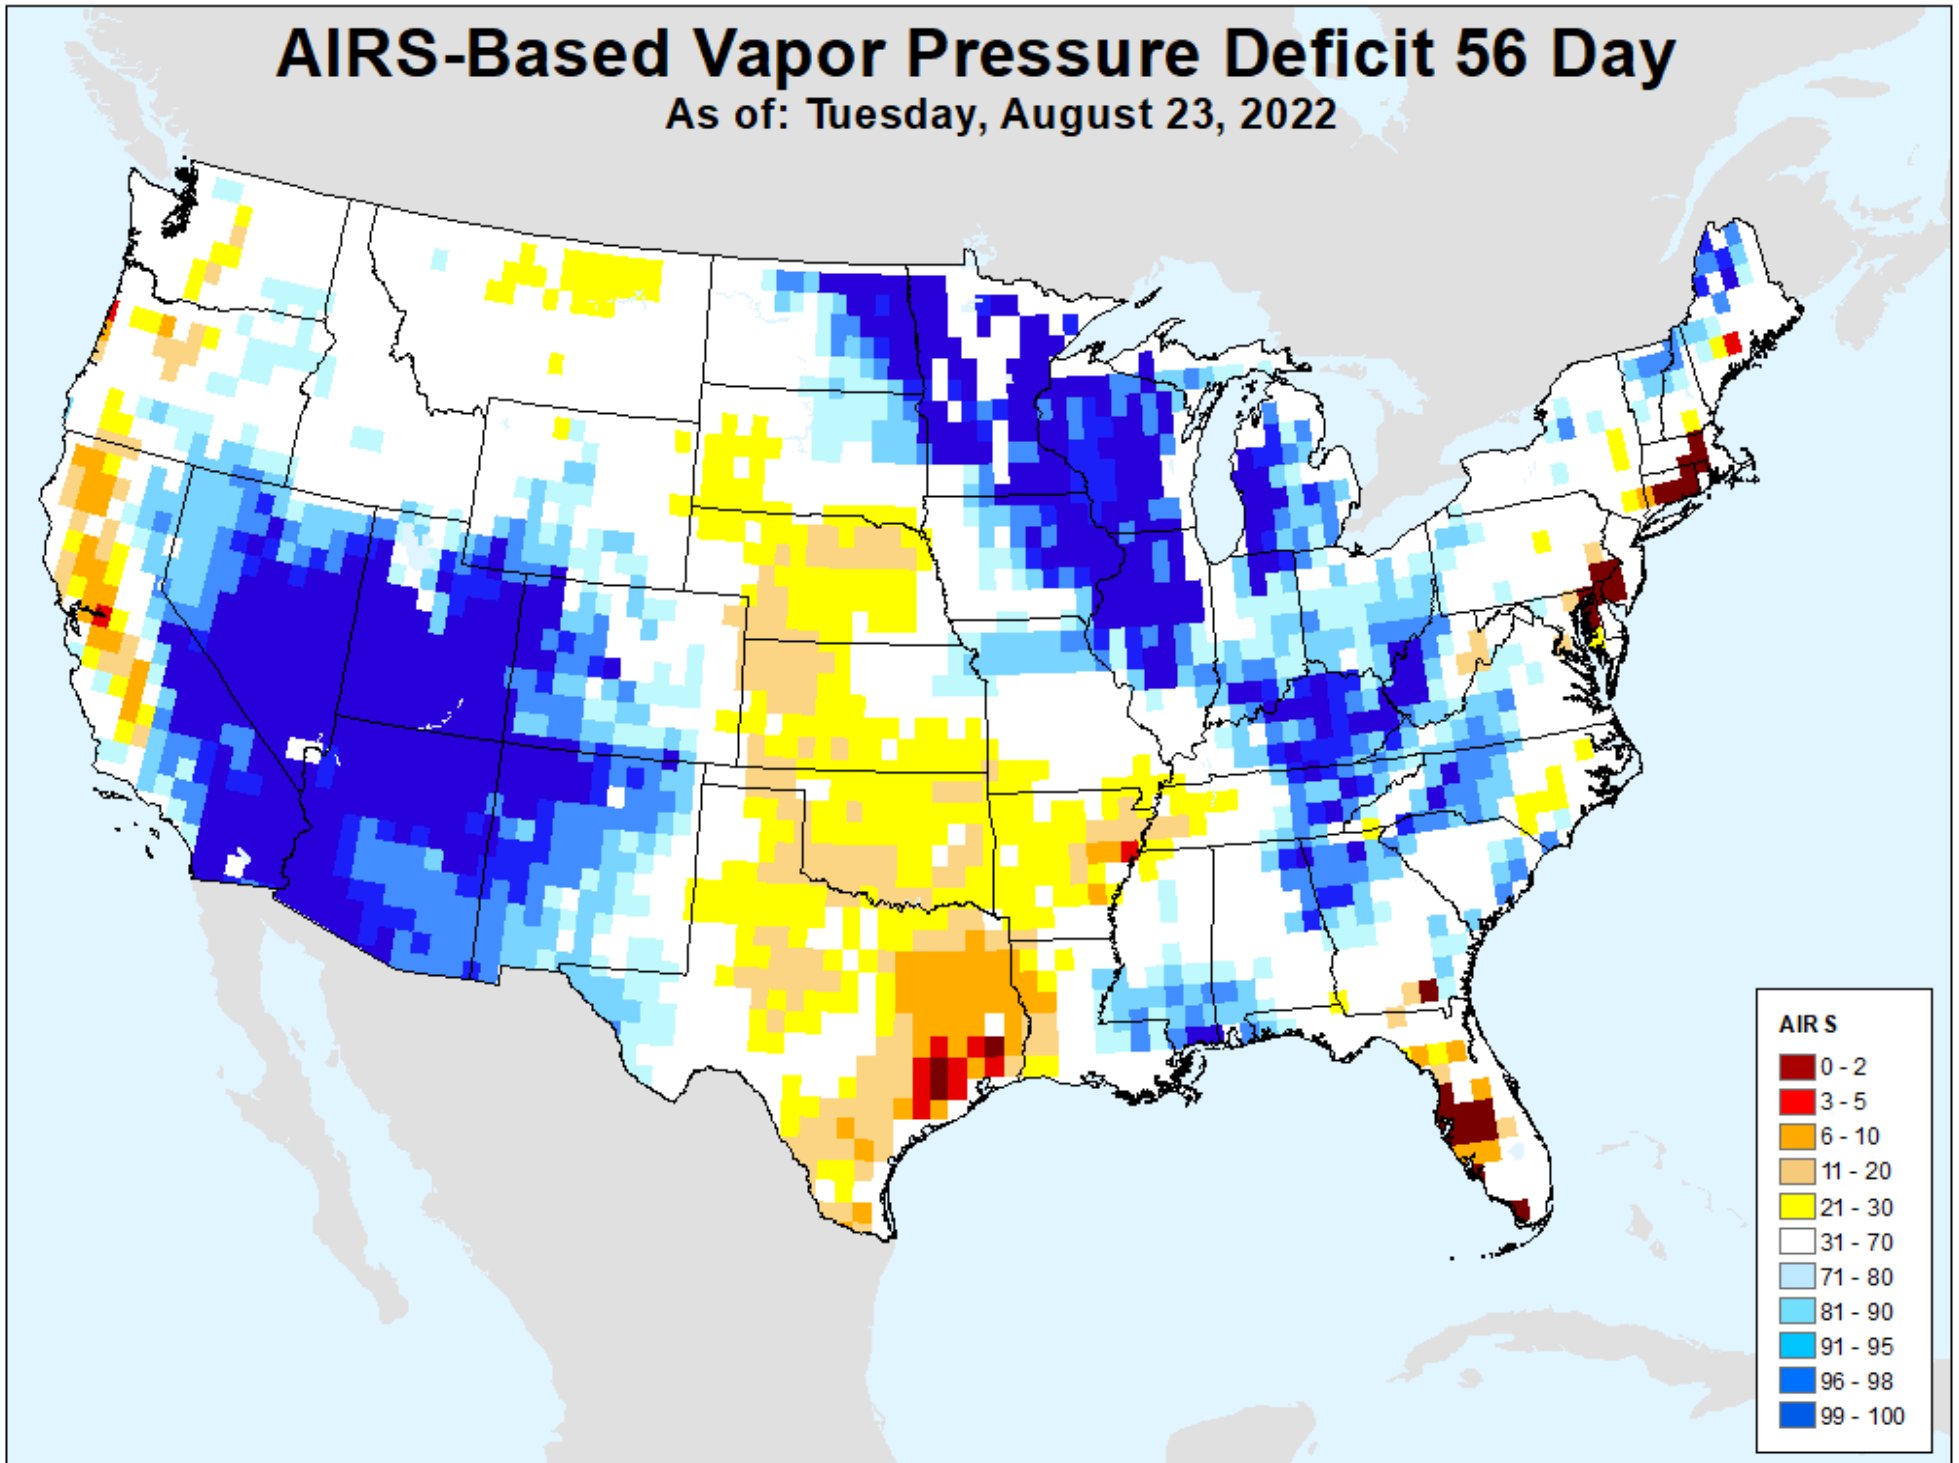 AIRS-Based Vapor Pressure Deficit 56 Day
As of: Tuesday, August 23, 2022
AIRS
0 - 2
3 - 5
6 - 10
11 - 20
21 - 30
31 - 70
71 - 80
81 - 90
91 - 95
96 - 98
99 - 100